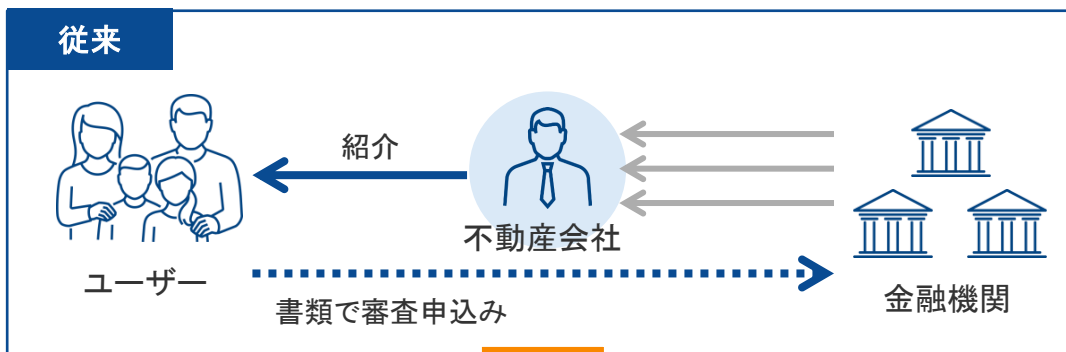 従来
紹介
不動産会社
ユーザー
書類で審査申込み
金融機関